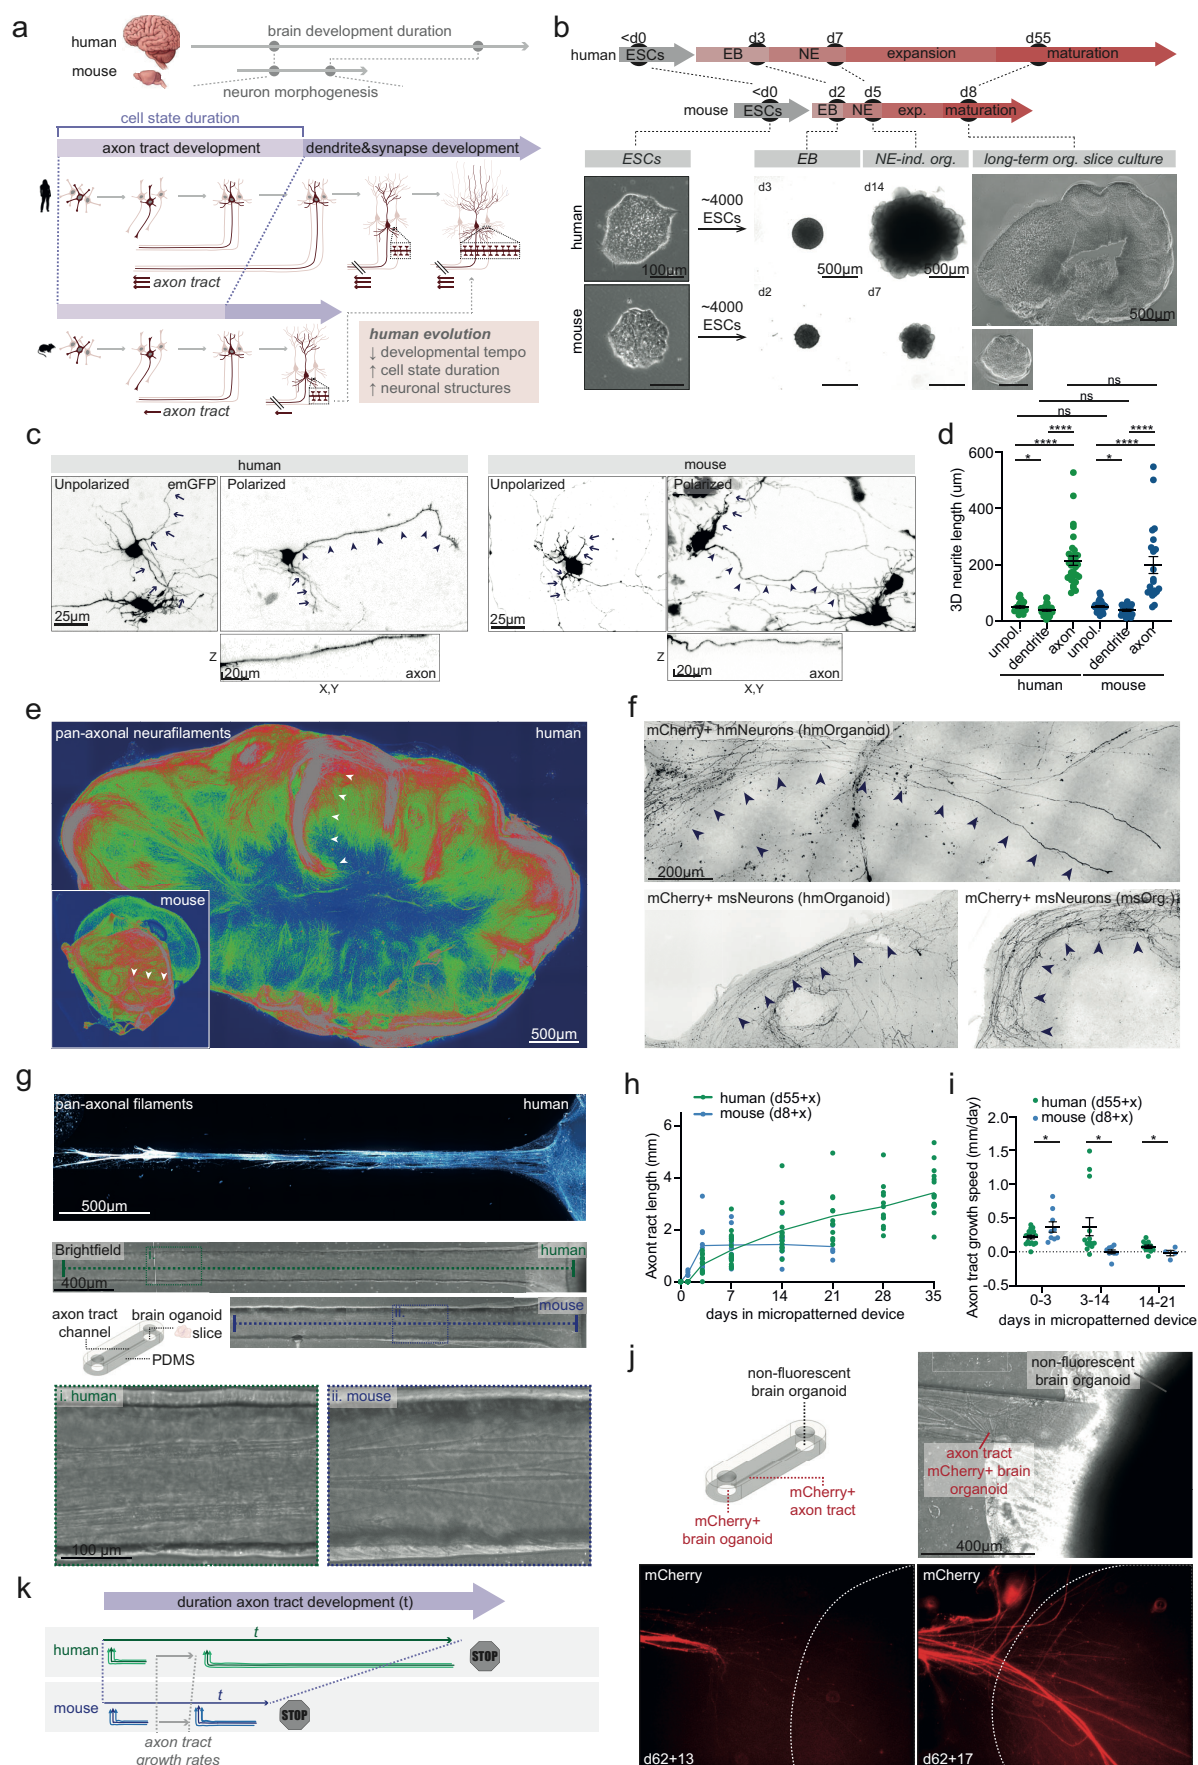 a
human
brain development duration
mouse
neuron morphogenesis
cell state duration
axon tract development
dendrite&synapse development
axon tract
human evolution
↓ developmental tempo
↑ cell state duration
↑ neuronal structures
axon tract
b
<d0
d3
d7
d55
human
ESCs
EB
NE
expansion
maturation
<d0
d2
d5
d8
mouse
ESCs
EB
NE
exp.
maturation
ESCs
EB
NE-ind. org.
long-term org. slice culture
human
100µm
~4000
ESCs
d3
500µm
d14
500µm
500µm
mouse
~4000
ESCs
d2
d7
c
human
mouse
Unpolarized
emGFP
Polarized
Unpolarized
Polarized
25µm
25µm
Z
20µm
axon
X,Y
Z
20µm
axon
X,Y
d
ns
ns
ns
**** ****
**** ****
* *
3D neurite length (um)
600
400
200
0
unpol.
dendrite
axon
unpol.
dendrite
axon
human
mouse
e
pan-axonal neurafilaments
human
mouse
500µm
f
mCherry+ hmNeurons (hmOrganoid)
200µm
mCherry+ msNeurons (hmOrganoid)
mCherry+ msNeurons (msOrg.)
g
pan-axonal filaments
human
500µm
Brightfield
i.
human
400µm
ii.
mouse
axon tract
channel
brain oganoid
slice
PDMS
i. human
100 µm
ii. mouse
h
human (d55+x)
mouse (d8+x)
Axont ract length (mm)
6
4
2
0
0
7
14
21
28
35
days in micropatterned device
i
human (d55+x)
mouse (d8+x)
Axon tract growth speed (mm/day)
2.0
1.5
1.0
0.5
0.0
-0.5
* * *
0-3
3-14
14-21
days in micropatterned device
j
non-fluorescent
brain organoid
mCherry+
axon tract
mCherry+
brain organoid
non-fluorescent
brain organoid
axon tract
mCherry+ brain
organoid
400µm
mCherry
d62+13
mCherry
d62+17
k
duration axon tract development (t)
human
t
STOP
mouse
t
STOP
axon tract
growth rates